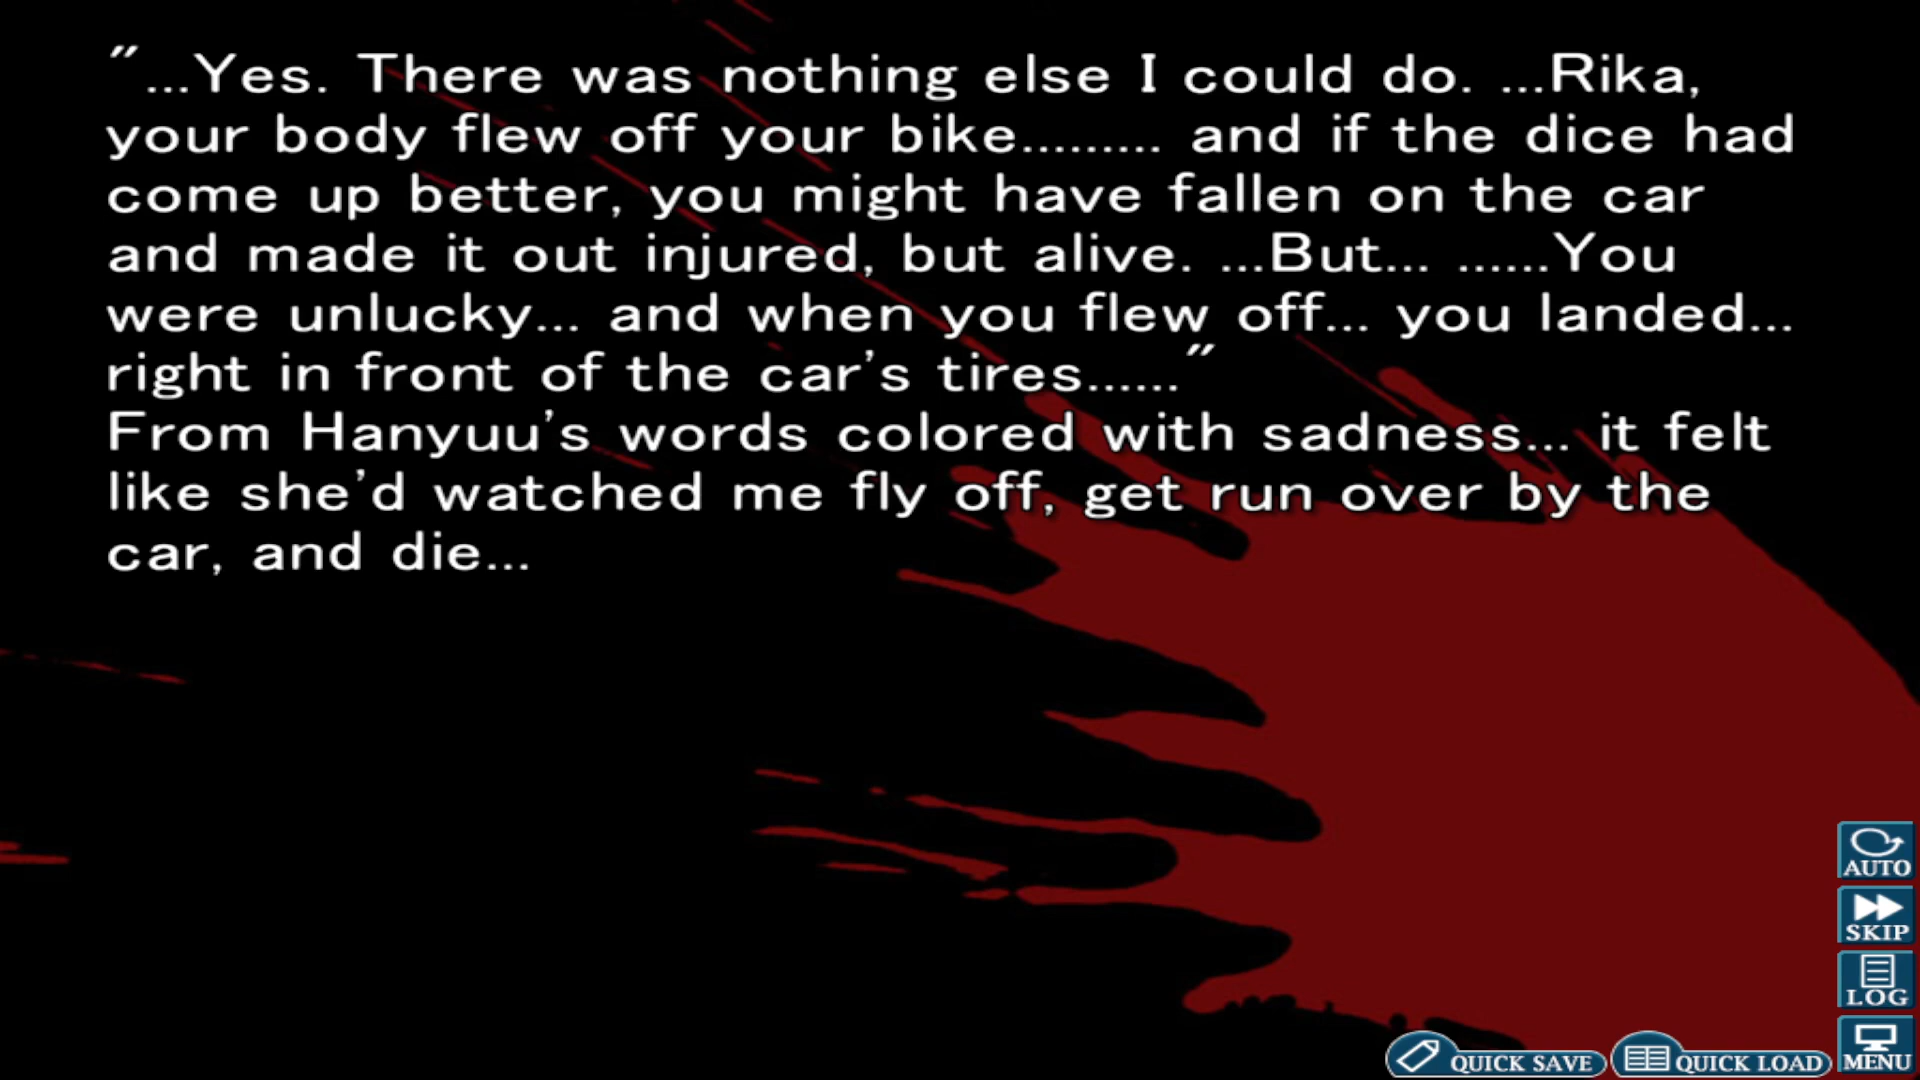 "...Yes. There was nothing else I could do. ...Rika,
your body flew off your bike......... and if the dice had
come up better, you might have fallen on the car
and made it out injured, but alive. ...But... ......You
were unlucky... and when you flew off... you landed...
right in front of the car's tires......"
From Hanyuu's words colored with sadness... it felt
like she'd watched me fly off, get run over by the
car, and die...
AUTO
SKIP
LOG
MENU
QUICK SAVE
QUICK LOAD